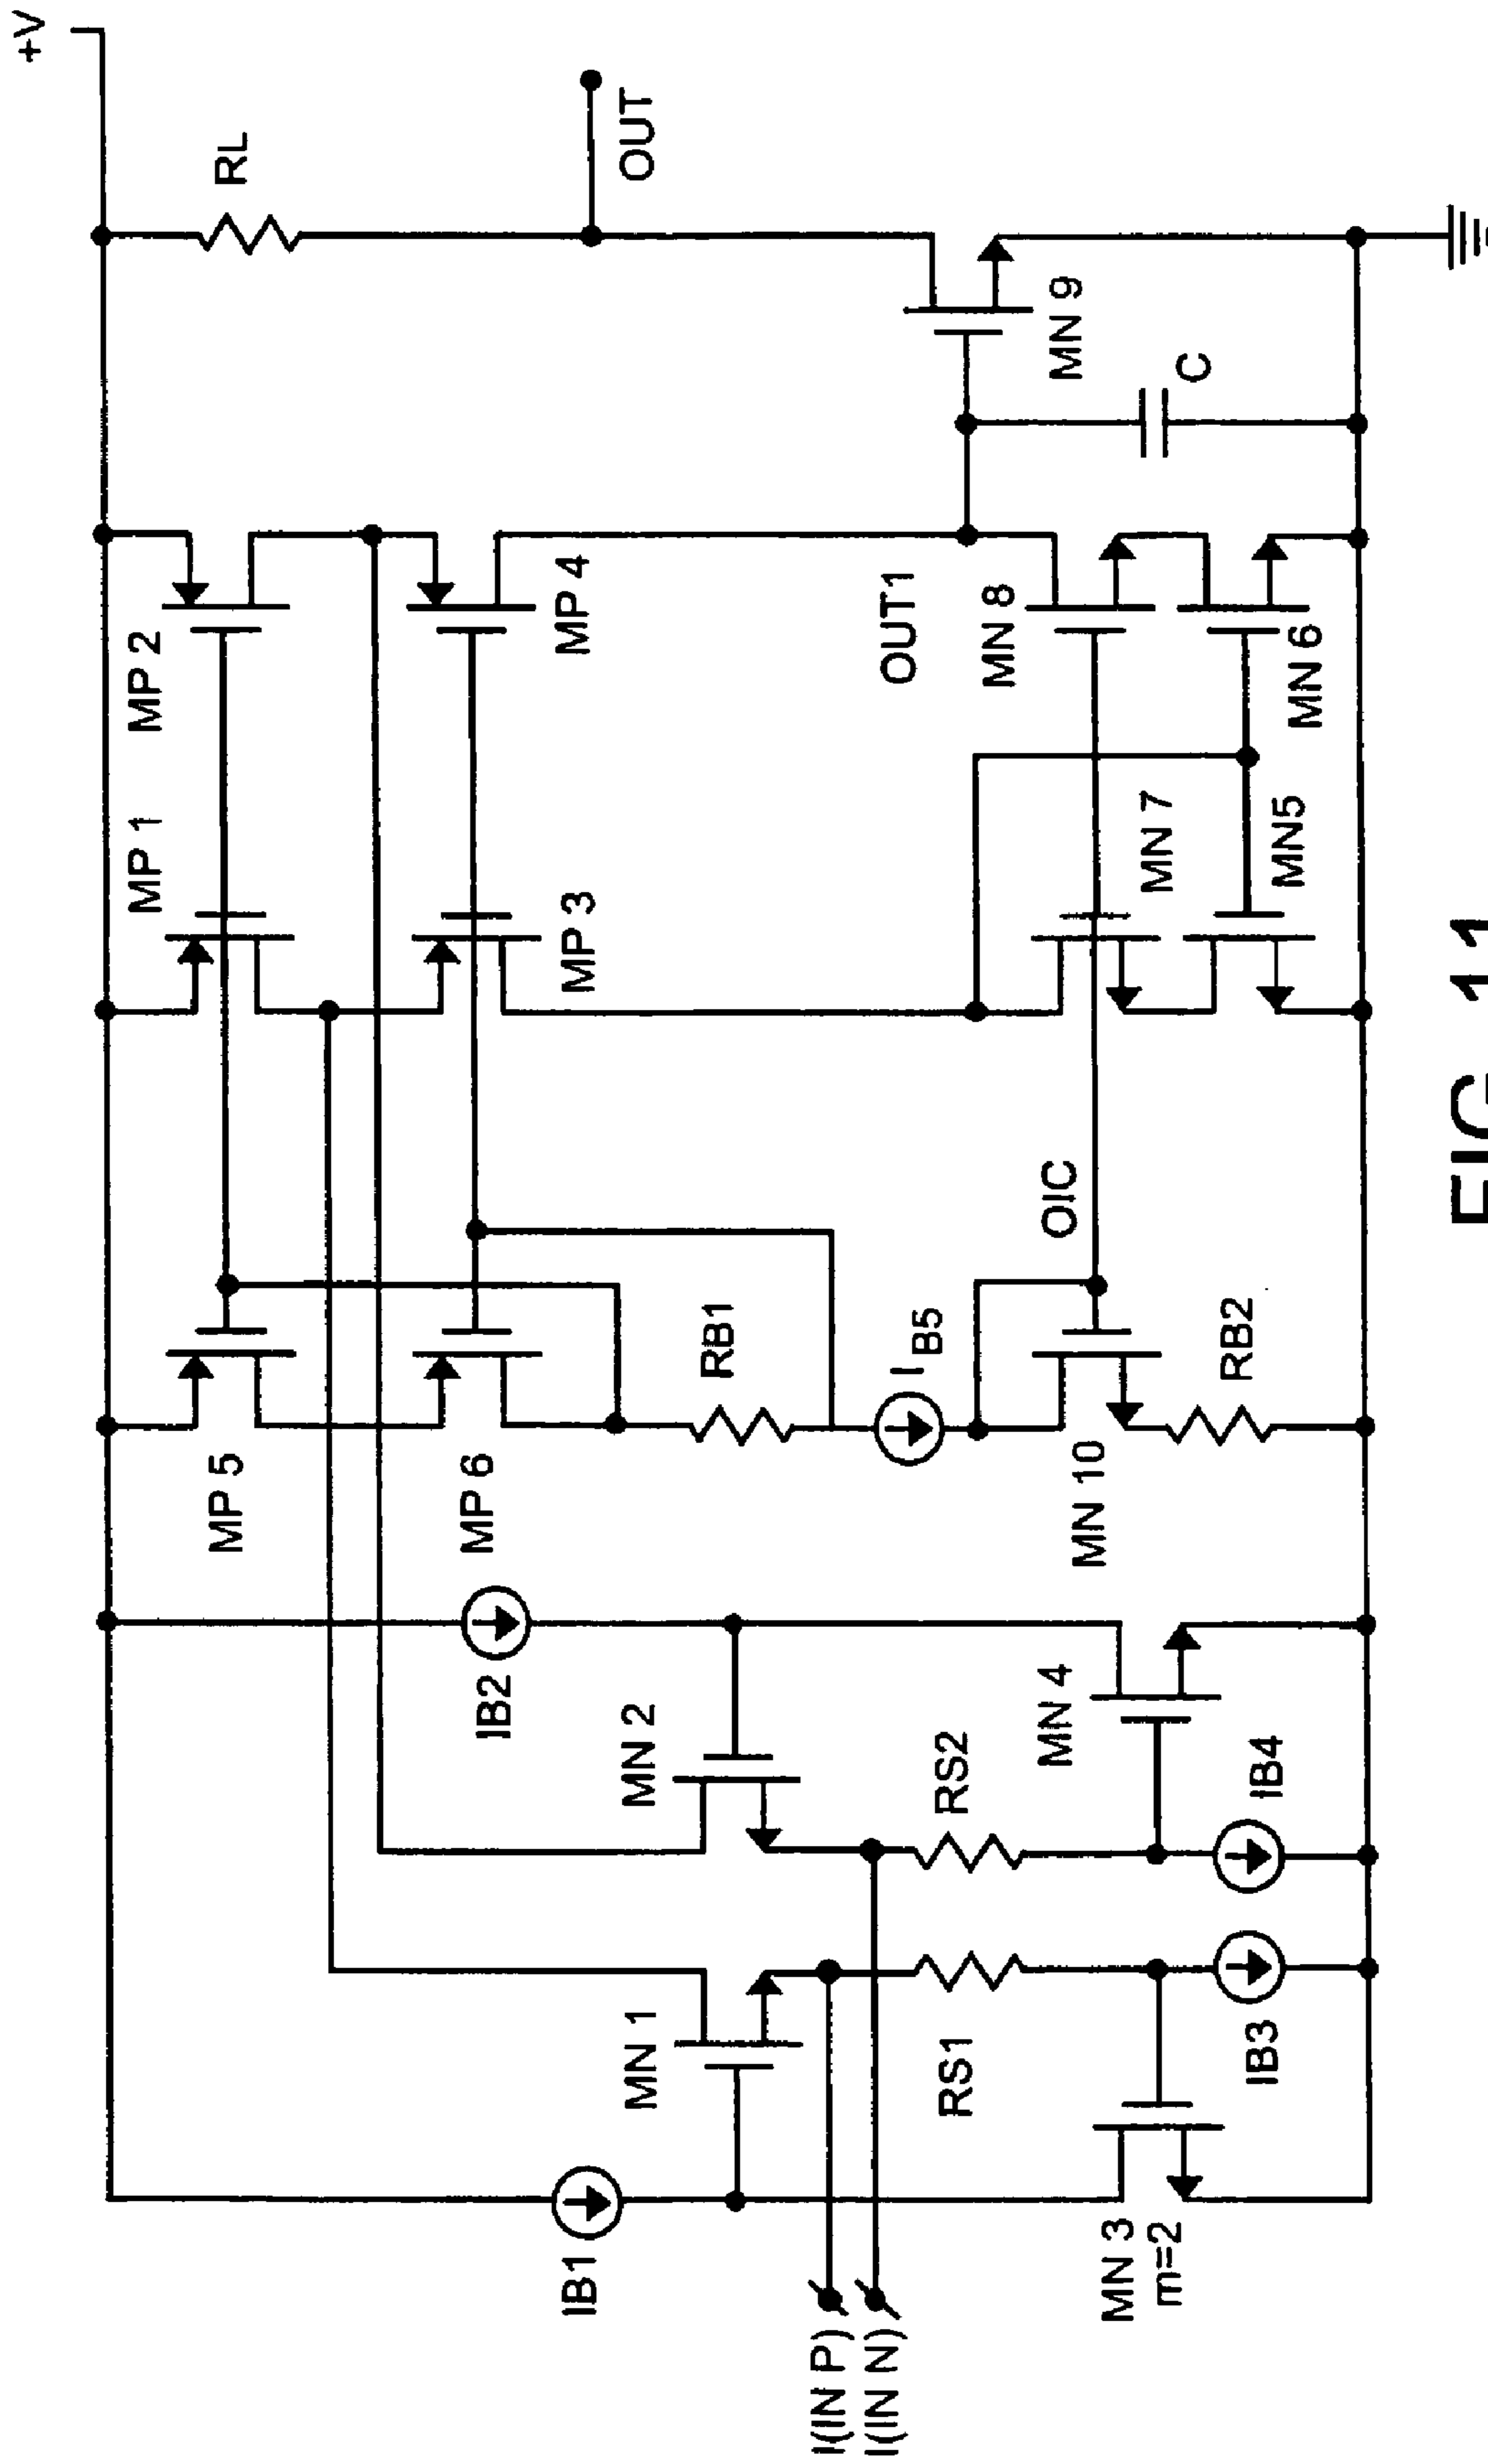 +V
RL
OUT
MP 2
MP 1
MP 5
MP 4
MP 3
MP 6
IB2
IB1
MN 2
MN 1
RB1
I B5
OUT1
MN 9
C
MN 8
MN 7
OIC
MN 10
RB2
MN 6
MN5
RS2
RS1
MN 4
MN 3
m=2
IB4
IB3
I(IN P)
I(IN N)
FIG. 11